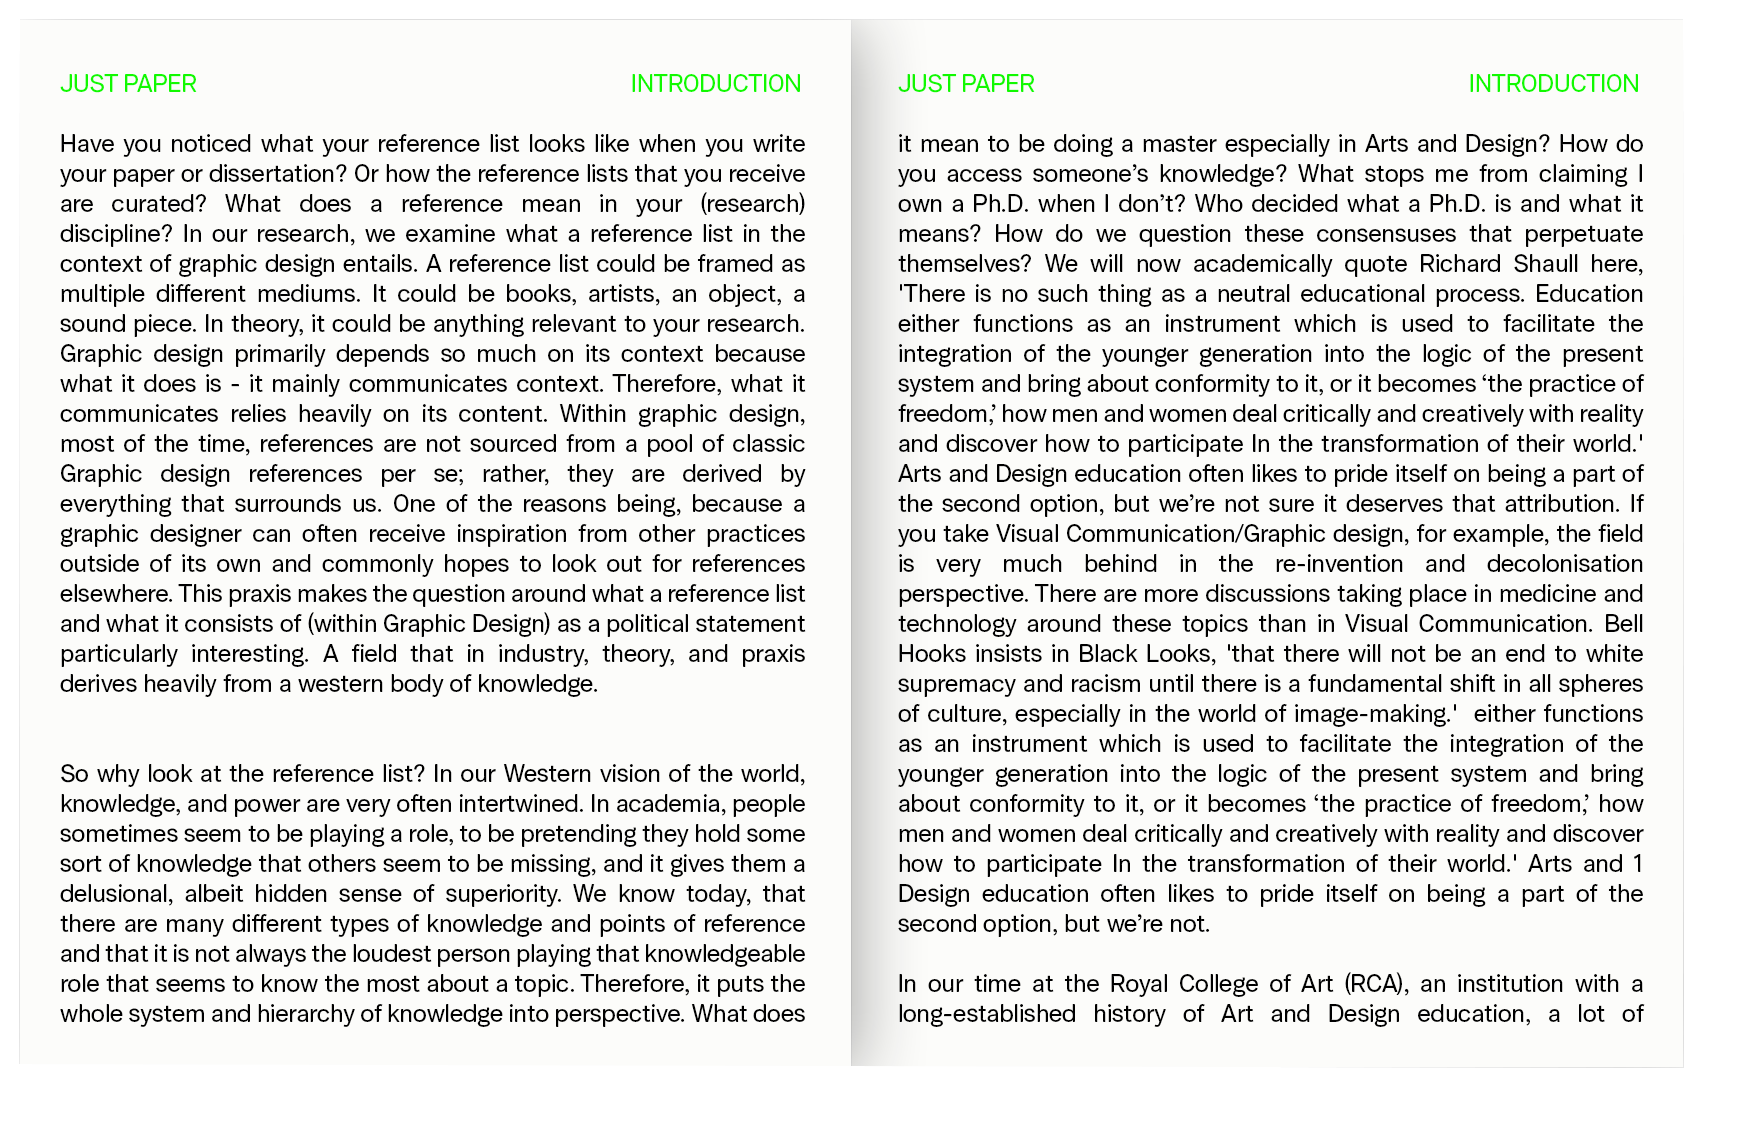 JUST PAPER
INTRODUCTION
Have you noticed what your reference list looks like when you write
your paper or dissertation? Or how the reference lists that you receive
are curated? What does a reference mean in your (research)
discipline? In our research, we examine what a reference list in the
context of graphic design entails. A reference list could be framed as
multiple different mediums. It could be books, artists, an object, a
sound piece. In theory, it could be anything relevant to your research.
Graphic design primarily depends so much on its context because
what it does is - it mainly communicates context. Therefore, what it
communicates relies heavily on its content. Within graphic design,
most of the time, references are not sourced from a pool of classic
Graphic design references per se; rather, they are derived by
everything that surrounds us. One of the reasons being, because a
graphic designer can often receive inspiration from other practices
outside of its own and commonly hopes to look out for references
elsewhere. This praxis makes the question around what a reference list
and what it consists of (within Graphic Design) as a political statement
particularly interesting. A field that in industry, theory, and praxis
derives heavily from a western body of knowledge.
So why look at the reference list? In our Western vision of the world,
knowledge, and power are very often intertwined. In academia, people
sometimes seem to be playing a role, to be pretending they hold some
sort of knowledge that others seem to be missing, and it gives them a
delusional, albeit hidden sense of superiority. We know today, that
there are many different types of knowledge and points of reference
and that it is not always the loudest person playing that knowledgeable
role that seems to know the most about a topic. Therefore, it puts the
whole system and hierarchy of knowledge into perspective. What does
JUST PAPER
INTRODUCTION
it mean to be doing a master especially in Arts and Design? How do
you access someone’s knowledge? What stops me from claiming I
own a Ph.D. when I don’t? Who decided what a Ph.D. is and what it
means? How do we question these consensuses that perpetuate
themselves? We will now academically quote Richard Shaull here,
'There is no such thing as a neutral educational process. Education
either functions as an instrument which is used to facilitate the
integration of the younger generation into the logic of the present
system and bring about conformity to it, or it becomes ‘the practice of
freedom,’ how men and women deal critically and creatively with reality
and discover how to participate In the transformation of their world.'
Arts and Design education often likes to pride itself on being a part of
the second option, but we’re not sure it deserves that attribution. If
you take Visual Communication/Graphic design, for example, the field
is very much behind in the re-invention and decolonisation
perspective. There are more discussions taking place in medicine and
technology around these topics than in Visual Communication. Bell
Hooks insists in Black Looks, 'that there will not be an end to white
supremacy and racism until there is a fundamental shift in all spheres
of culture, especially in the world of image-making.' either functions
as an instrument which is used to facilitate the integration of the
younger generation into the logic of the present system and bring
about conformity to it, or it becomes ‘the practice of freedom,’ how
men and women deal critically and creatively with reality and discover
how to participate In the transformation of their world.' Arts and 1
Design education often likes to pride itself on being a part of the
second option, but we’re not.
In our time at the Royal College of Art (RCA), an institution with a
long-established history of Art and Design education, a lot of